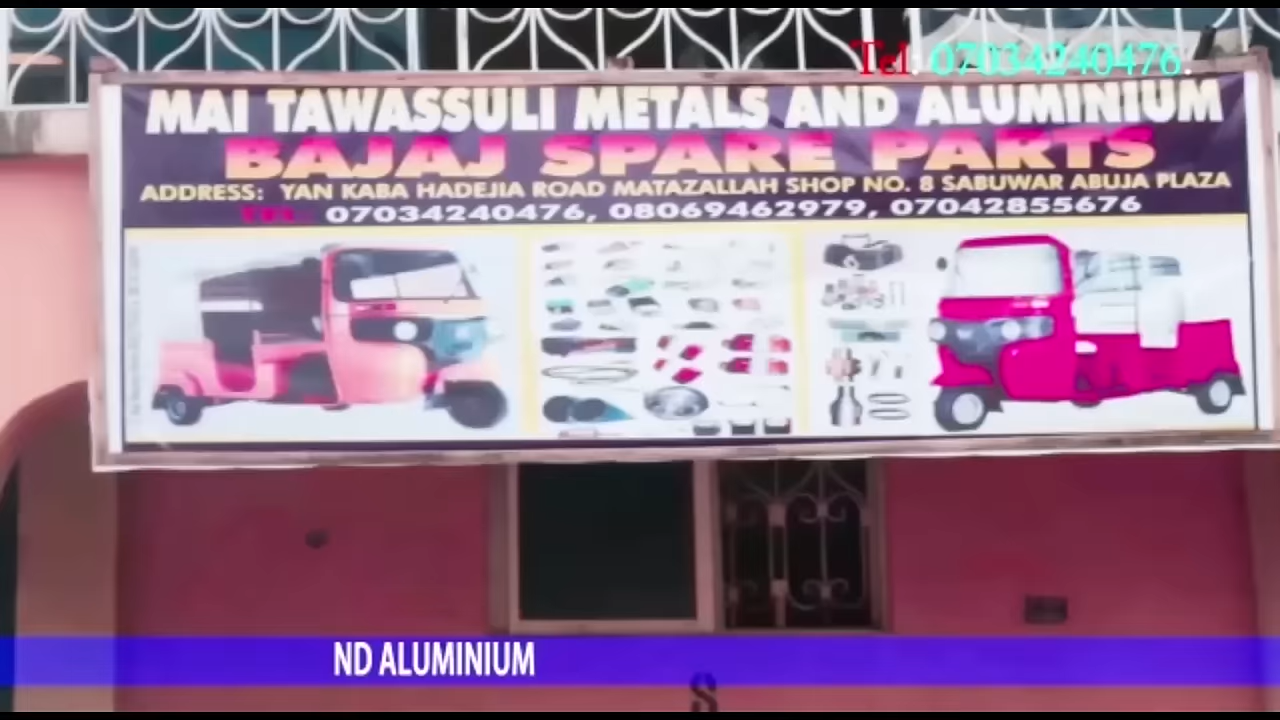 Tel: 07034240476.
MAI TAWASSULI METALS AND ALUMINIUM
BAJAJ SPARE PARTS
ADDRESS: YAN KABA HADEJIA ROAD MATAZALLAH SHOP NO. 8 SABUWAR ABUJA PLAZA
07034240476, 08069462979, 07042855676
ND ALUMINIUM
S